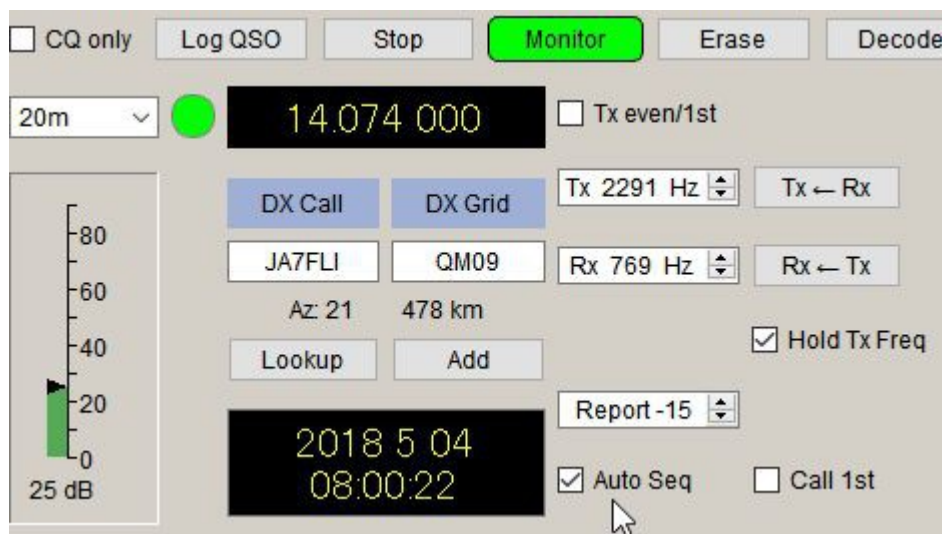 CQ only Log QSO Stop Monitor Erase Decode
20m 14.074 000 Tx even/1st
DX Call DX Grid Tx 2291 Hz Tx ← Rx
80
JA7FLI QM09 Rx 769 Hz Rx ← Tx
60
Az: 21 478 km
40 Lookup Add Hold Tx Freq
20 Report -15
2018 5 04
0
25 dB 08:00:22 Auto Seq Call 1st